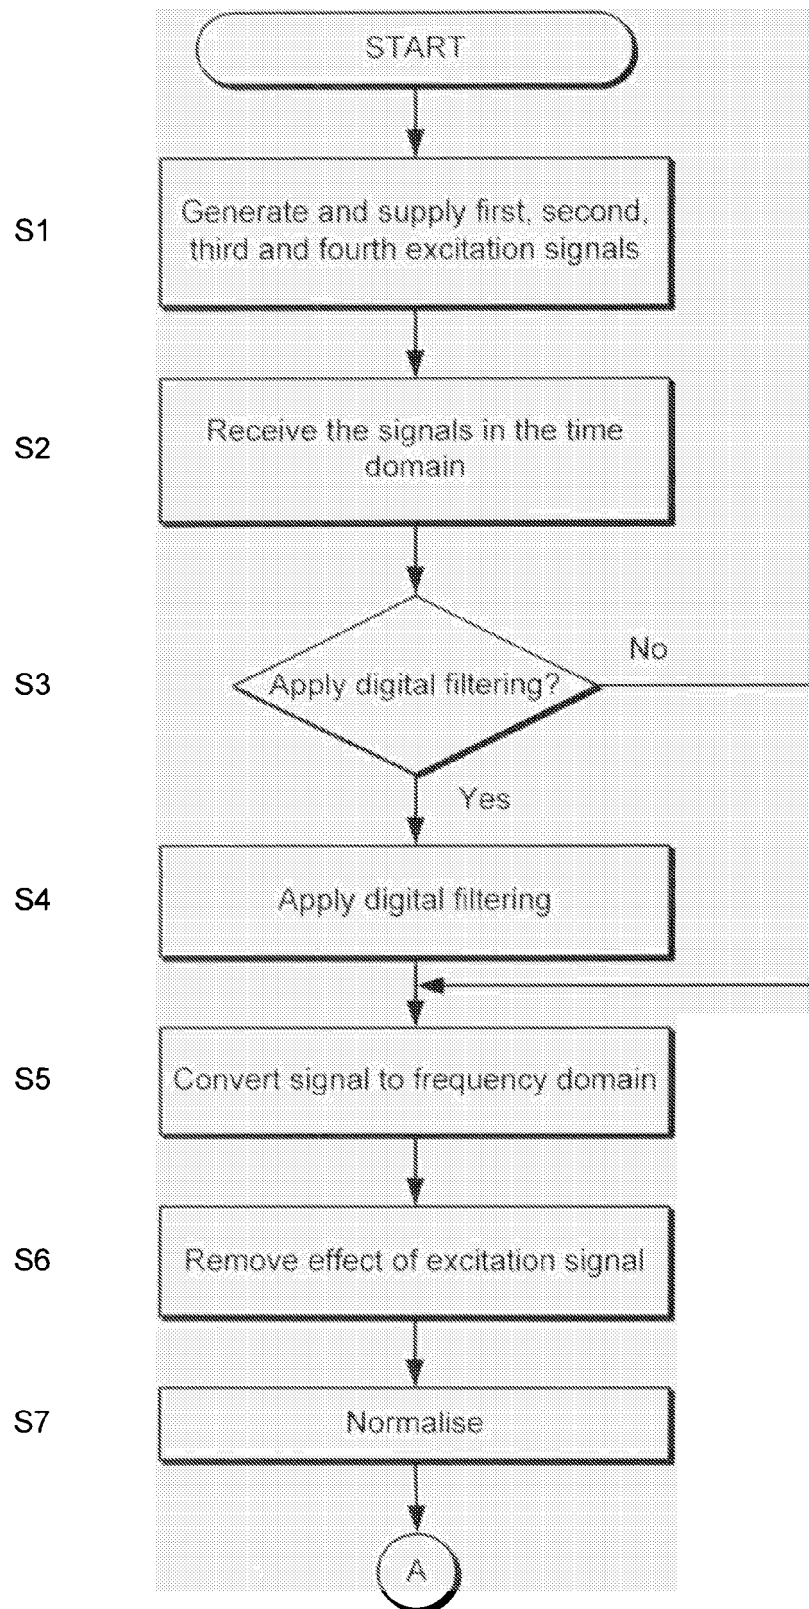 START
S1
Generate and supply first, second,
third and fourth excitation signals
S2
Receive the signals in the time
domain
S3
Apply digital filtering?
No
Yes
S4
Apply digital filtering
S5
Convert signal to frequency domain
S6
Remove effect of excitation signal
S7
Normalise
A